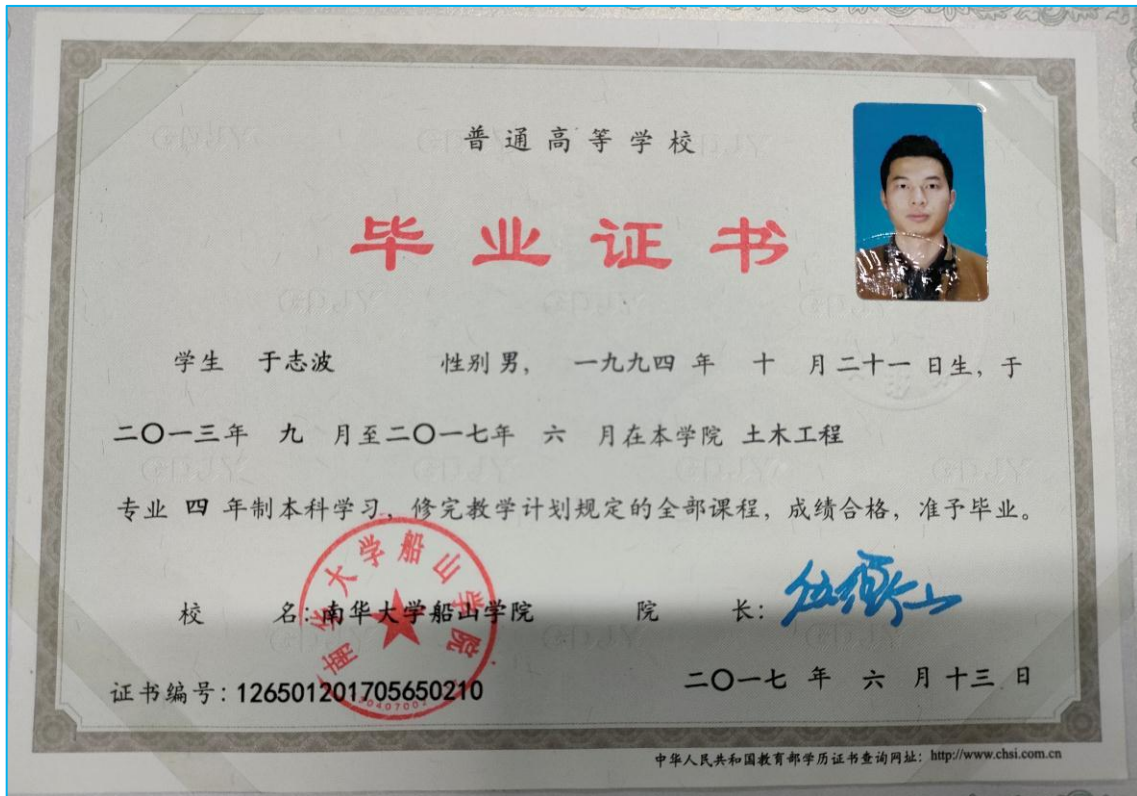 普通高等学校
毕业证书
学生 于志波 性别男, 一九九四 年 十 月二十一 日生, 于
二〇一三年 九 月至二〇一七年 六 月在本学院 土木工程
专业 四 年制本科学习, 修完教学计划规定的全部课程, 成绩合格, 准予毕业。
校 名: 南华大学船山学院 院 长:
南华大学船山学院
证书编号: 126501201705650210 二〇一七 年 六 月十三 日
中华人民共和国教育部学历证书查询网址: http://www.chsi.com.cn